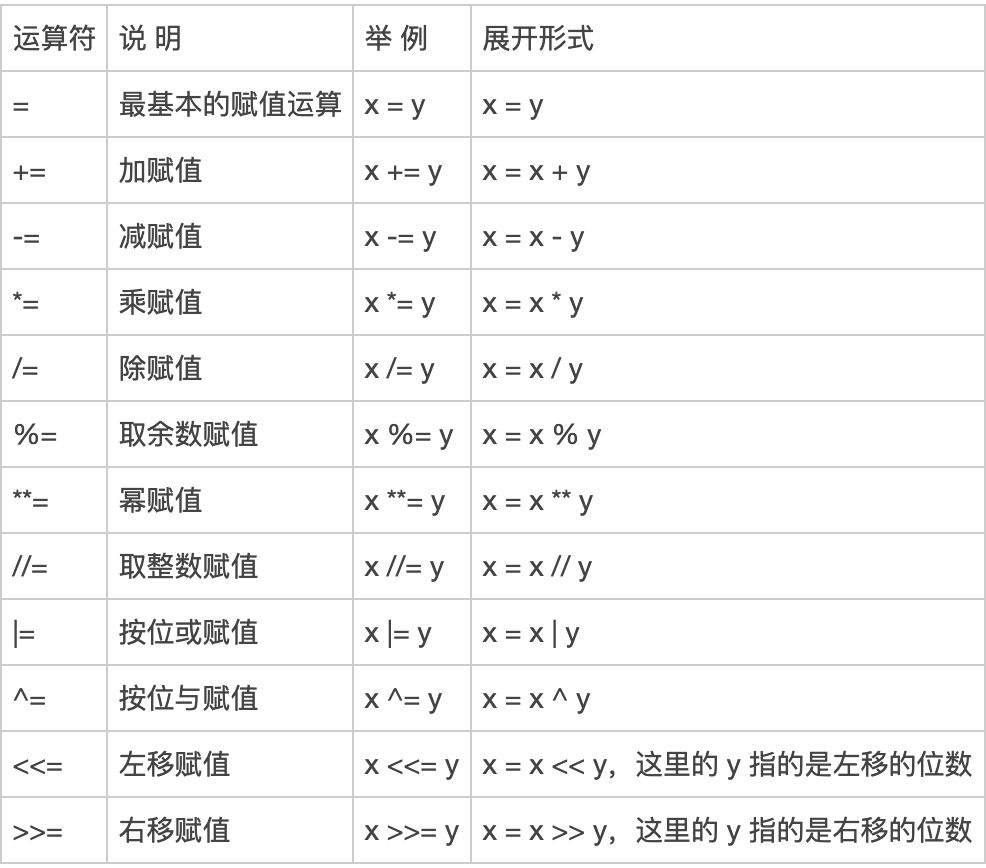 运算符 说 明 举 例 展开形式
= 最基本的赋值运算 x = y x = y
+= 加赋值 x += y x = x + y
-= 减赋值 x -= y x = x - y
*= 乘赋值 x *= y x = x * y
/= 除赋值 x /= y x = x / y
%= 取余数赋值 x %= y x = x % y
**= 幂赋值 x **= y x = x ** y
//= 取整数赋值 x //= y x = x // y
|= 按位或赋值 x |= y x = x | y
^= 按位与赋值 x ^= y x = x ^ y
<<= 左移赋值 x <<= y x = x << y，这里的 y 指的是左移的位数
>>= 右移赋值 x >>= y x = x >> y，这里的 y 指的是右移的位数